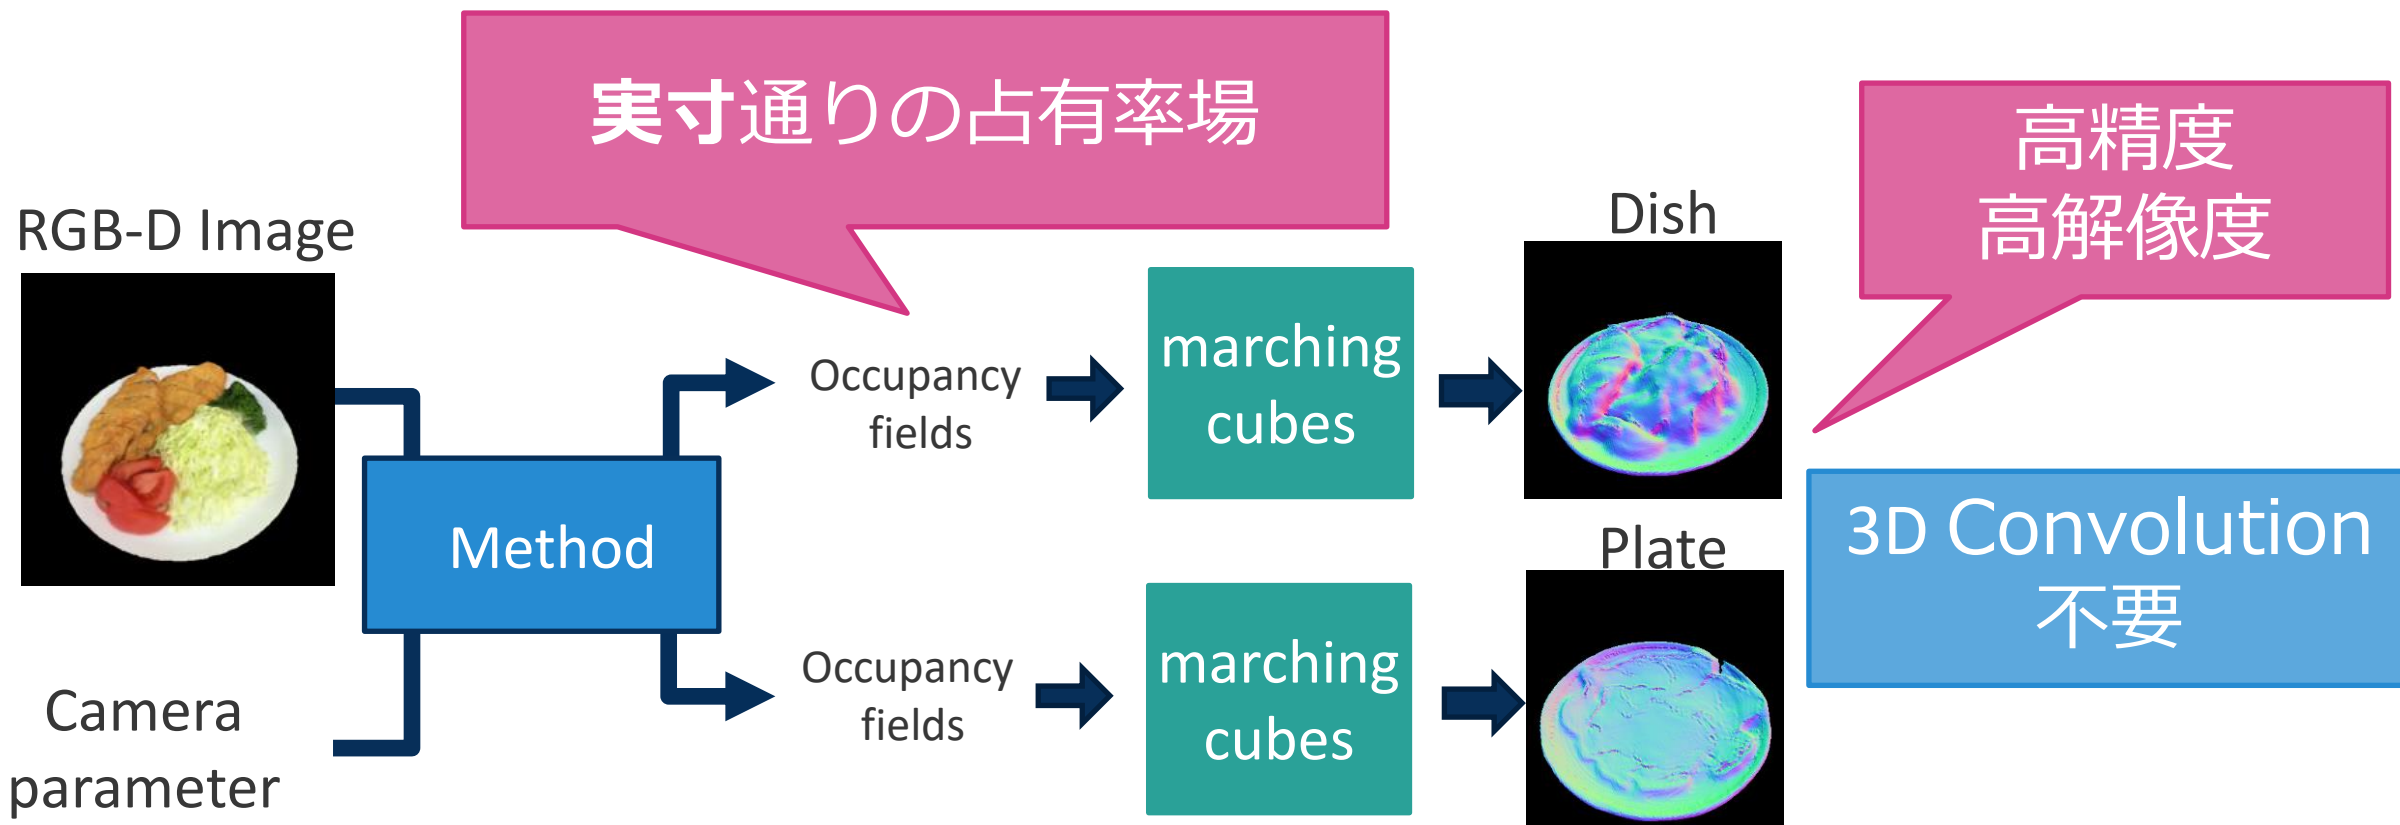 実寸通りの占有率場
高精度
高解像度
RGB-D Image
Dish
marching
cubes
Occupancy
fields
Method
3D Convolution
不要
Plate
Occupancy
fields
marching
cubes
Camera
parameter